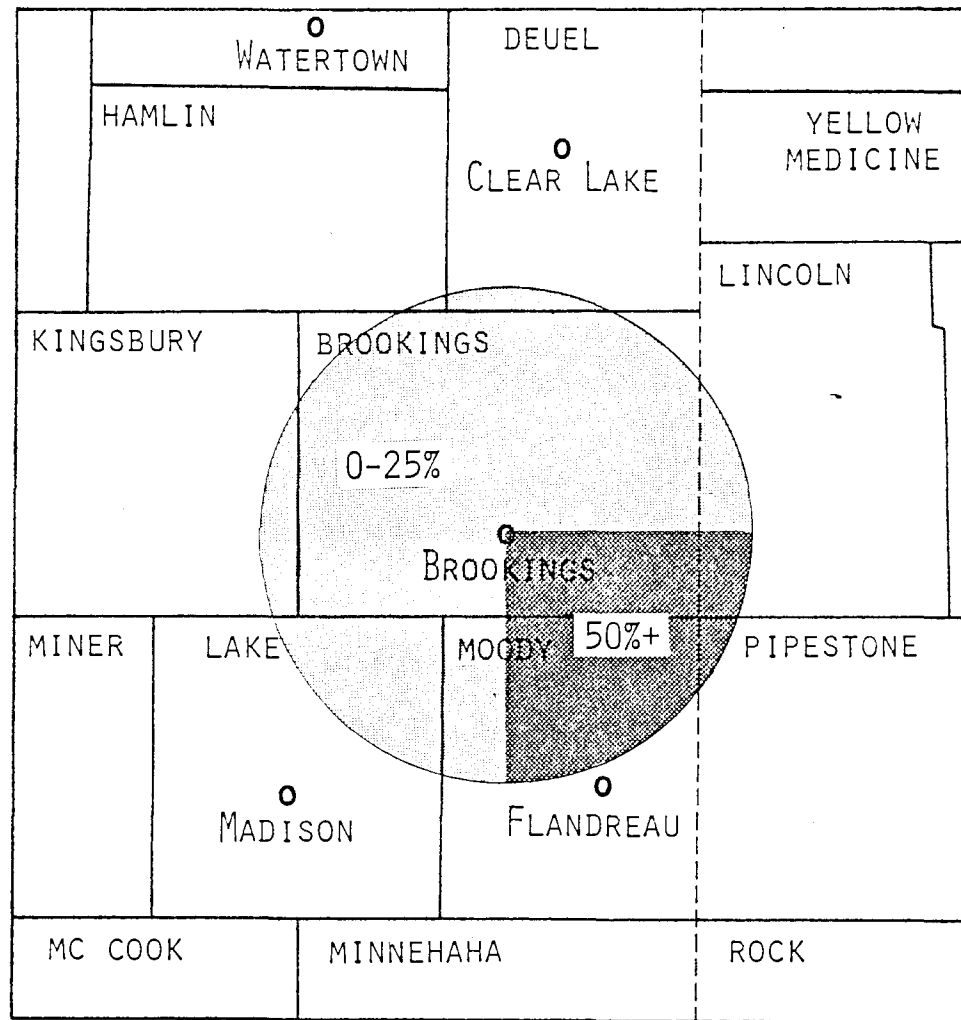 WATERTOWN
DEUEL
HAMLIN
YELLOW
MEDICINE
CLEAR LAKE
LINCOLN
KINGSBURY
BROOKINGS
0-25%
BROOKINGS
MINER
LAKE
MOODY
50%+
PIPESTONE
MADISON
FLANDREAU
MC COOK
MINNEHAHA
ROCK